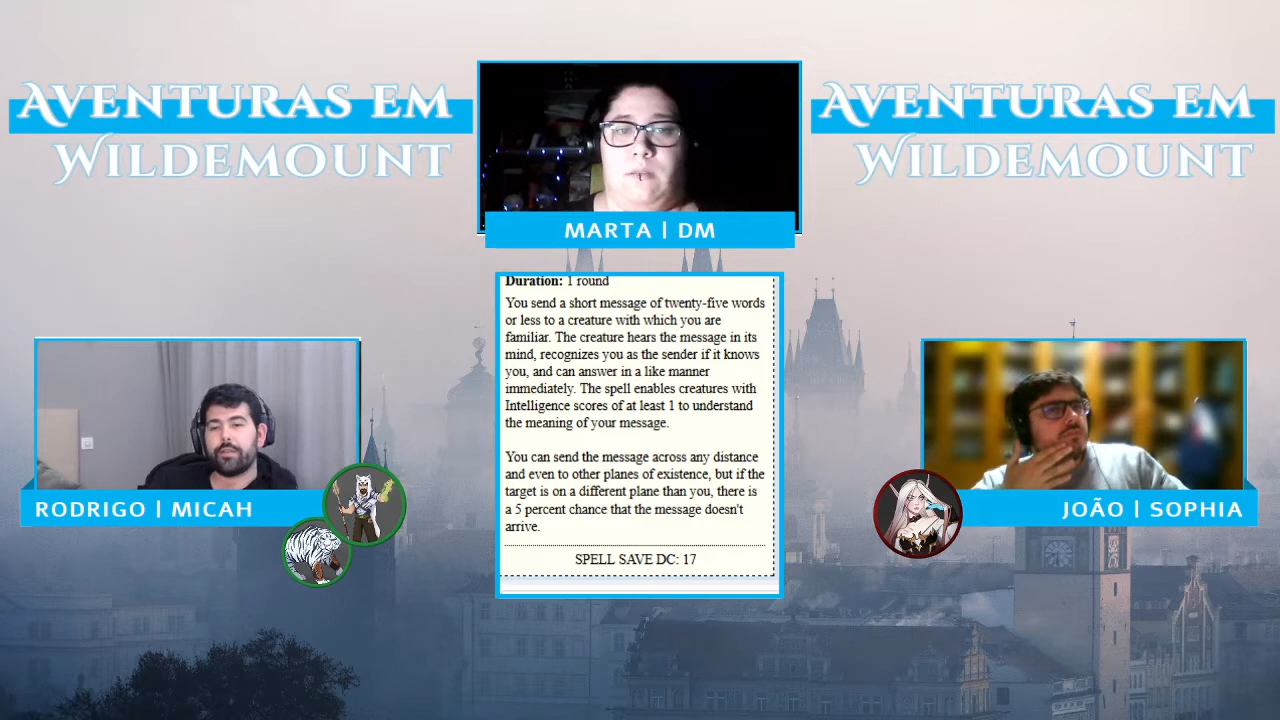 AVENTURAS EM
WILDEMOUNT
AVENTURAS EM
WILDEMOUNT
MARTA | DM
Duration: 1 round
You send a short message of twenty-five words
or less to a creature with which you are
familiar. The creature hears the message in its
mind, recognizes you as the sender if it knows
you, and can answer in a like manner
immediately. The spell enables creatures with
Intelligence scores of at least 1 to understand
the meaning of your message.
You can send the message across any distance
and even to other planes of existence, but if the
target is on a different plane than you, there is
a 5 percent chance that the message doesn't
arrive.
SPELL SAVE DC: 17
RODRIGO | MICAH
JOÃO | SOPHIA